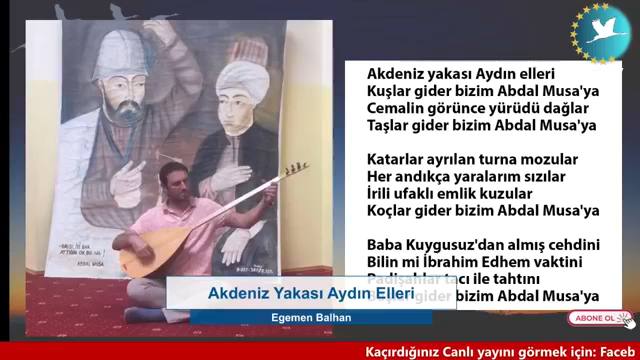 Akdeniz yakası Aydın elleri
Kuşlar gider bizim Abdal Musa'ya
Cemalin görünce yürüdü dağlar
Taşlar gider bizim Abdal Musa'ya
Katarlar ayrılan turna mozular
Her andıkça yaralarım sızılar
İrili ufaklı emlik kuzular
Koçlar gider bizim Abdal Musa'ya
Baba Kuygusuz'dan almış cehdini
Bilin mi İbrahim Edhem vaktini
Padişahlar tacı ile tahtını
gider bizim Abdal Musa'ya
ABDAL MUSA
Akdeniz Yakası Aydın Elleri
Egemen Balhan
ABONE OL
Kaçırdığınız Canlı yayını görmek için: Faceb